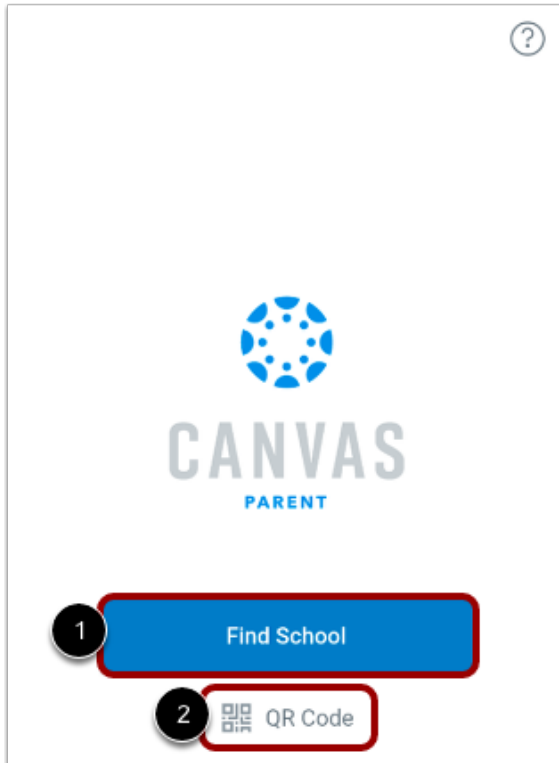 ?
CANVAS
PARENT
1
Find School
2
QR Code